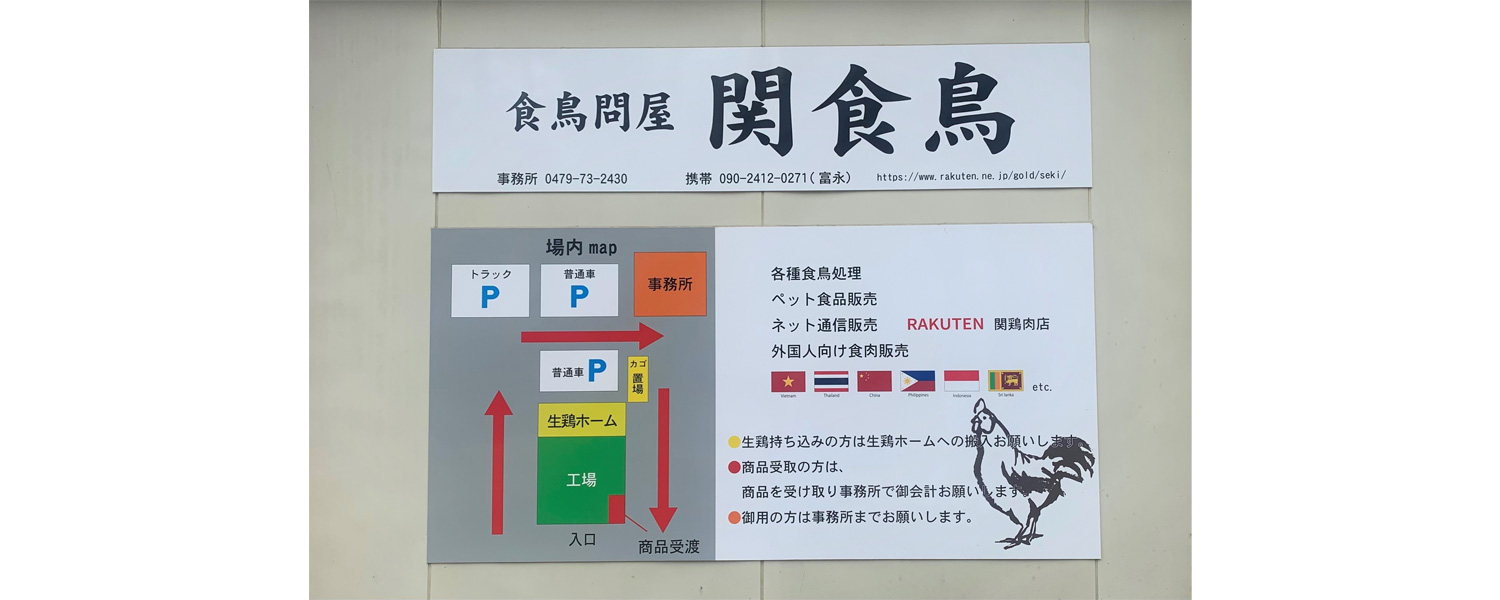 食鳥問屋 関食鳥
事務所 0479-73-2430 携帯 090-2412-0271(富永) https://www.rakuten.ne.jp/gold/seki/
場内 map
トラック
P
普通車
P
事務所
普通車 P
カゴ
置場
生鶏ホーム
工場
入口
商品受渡
各種食鳥処理
ペット食品販売
ネット通信販売 RAKUTEN 関鶏肉店
外国人向け食肉販売
Vietnam Thailand China Philippines Indonesia Sri lanka etc.
●生鶏持ち込みの方は生鶏ホームへの搬入お願いします。
●商品受取の方は、
商品を受け取り事務所で御会計お願いします。
●御用の方は事務所までお願いします。